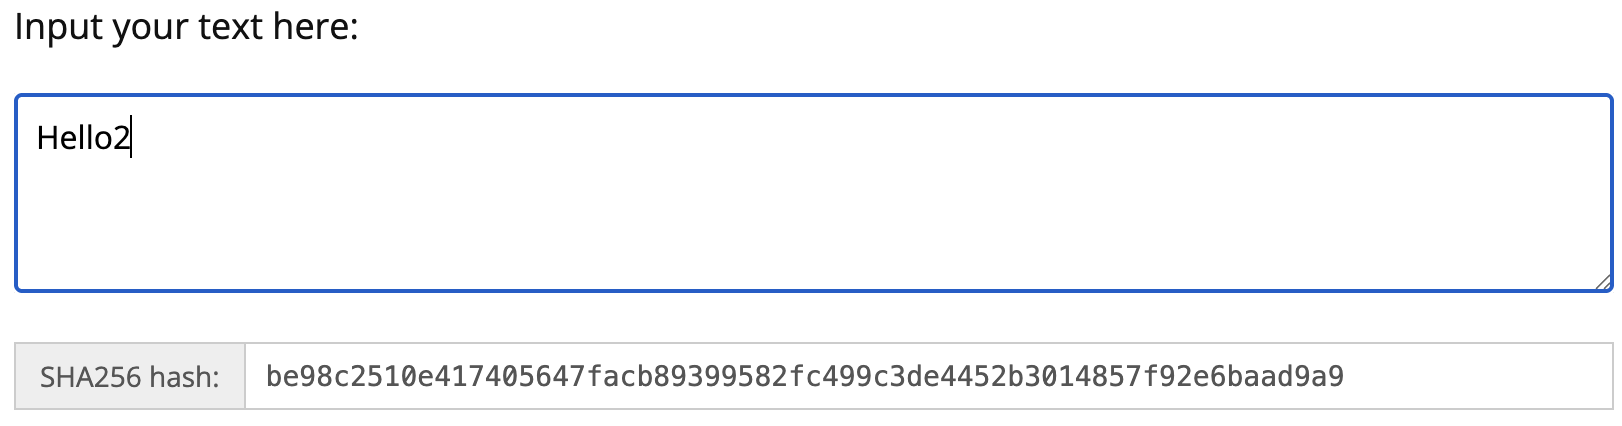 Input your text here:
Hello2
SHA256 hash: be98c2510e417405647facb89399582fc499c3de4452b3014857f92e6baad9a9